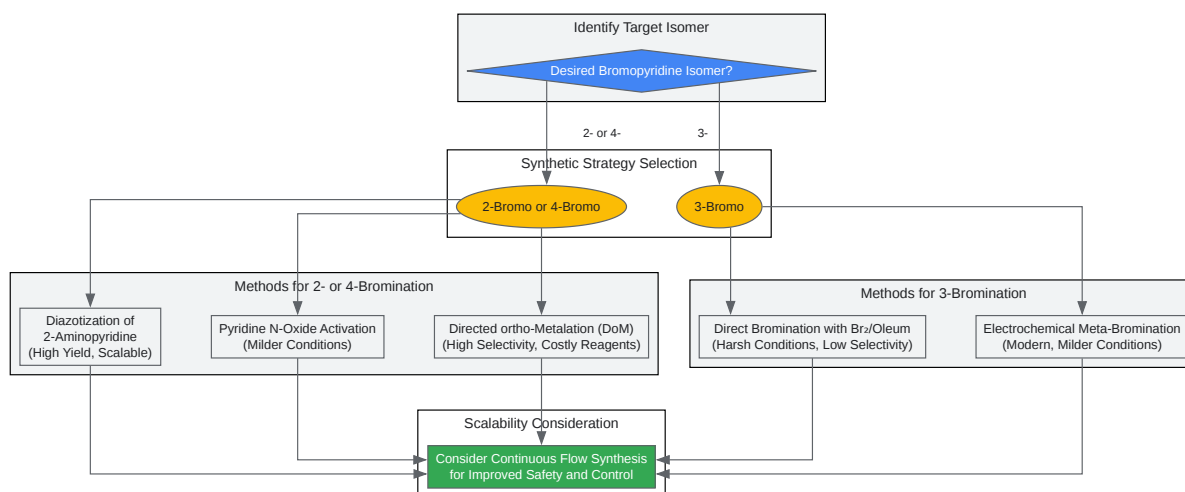 Identify Target Isomer
Desired Bromopyridine Isomer?
2- or 4-
3-
Synthetic Strategy Selection
2-Bromo or 4-Bromo
3-Bromo
Methods for 2- or 4-Bromination
Diazotization of
2-Aminopyridine
(High Yield, Scalable)
Pyridine N-Oxide Activation
(Milder Conditions)
Directed ortho-Metalation (DoM)
(High Selectivity, Costly Reagents)
Methods for 3-Bromination
Direct Bromination with Br₂/Oleum
(Harsh Conditions, Low Selectivity)
Electrochemical Meta-Bromination
(Modern, Milder Conditions)
Scalability Consideration
Consider Continuous Flow Synthesis
for Improved Safety and Control